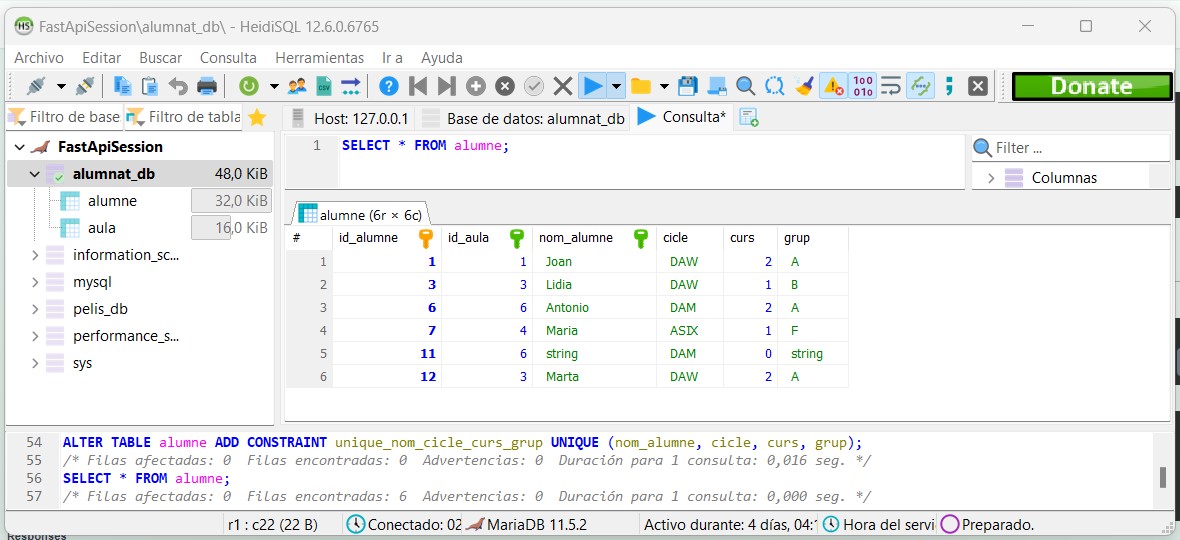 FastApiSession\alumnat_db\ - HeidiSQL 12.6.0.6765
Archivo Editar Buscar Consulta Herramientas Ir a Ayuda
Donate
Filtro de base Filtro de tabla Host: 127.0.0.1 Base de datos: alumnat_db Consulta*
1 SELECT * FROM alumne;
Filter ...
Columnas
FastApiSession
alumnat_db 48,0 KiB
alumne 32,0 KiB
aula 16,0 KiB
information_sc...
mysql
pelis_db
performance_s...
sys
alumne (6r × 6c)
# id_alumne id_aula nom_alumne cicle curs grup
1 1 1 Joan DAW 2 A
2 3 3 Lidia DAW 1 B
3 6 6 Antonio DAM 2 A
4 7 4 Maria ASIX 1 F
5 11 6 string DAM 0 string
6 12 3 Marta DAW 2 A
54 ALTER TABLE alumne ADD CONSTRAINT unique_nom_cicle_curs_grup UNIQUE (nom_alumne, cicle, curs, grup);
55 /* Filas afectadas: 0 Filas encontradas: 0 Advertencias: 0 Duración para 1 consulta: 0,016 seg. */
56 SELECT * FROM alumne;
57 /* Filas afectadas: 0 Filas encontradas: 6 Advertencias: 0 Duración para 1 consulta: 0,000 seg. */
r1 : c22 (22 B) Conectado: 02 MariaDB 11.5.2 Activo durante: 4 días, 04: Hora del servi Preparado.
Responses